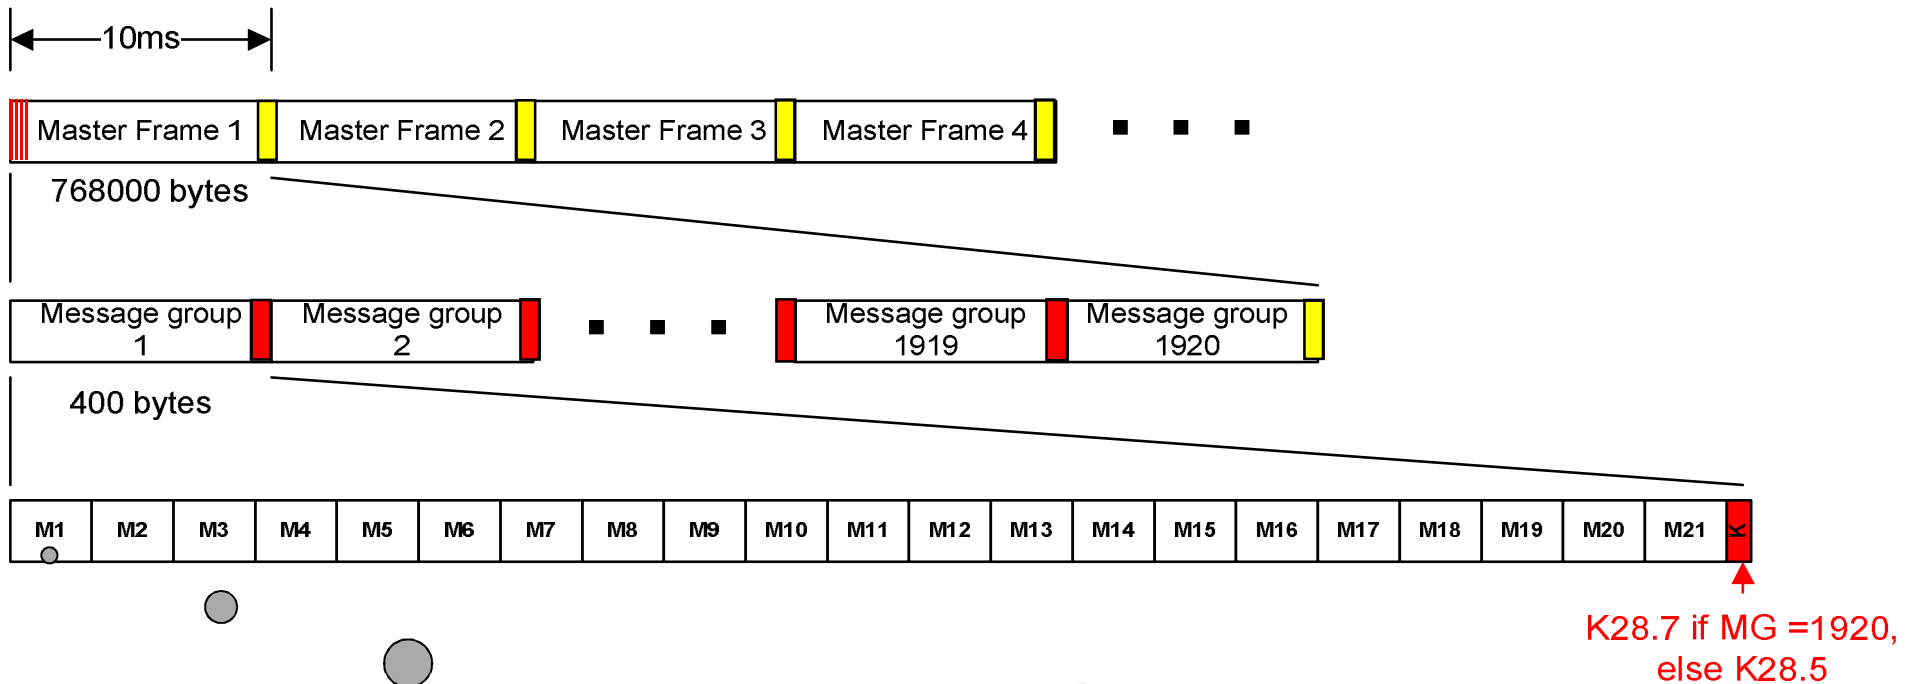 10ms
Master Frame 1 Master Frame 2 Master Frame 3 Master Frame 4
768000 bytes
Message group Message group Message group Message group
1 2 1919 1920
400 bytes
M1 M2 M3 M4 M5 M6 M7 M8 M9 M10 M11 M12 M13 M14 M15 M16 M17 M18 M19 M20 M21 K
K28.7 if MG =1920,
else K28.5